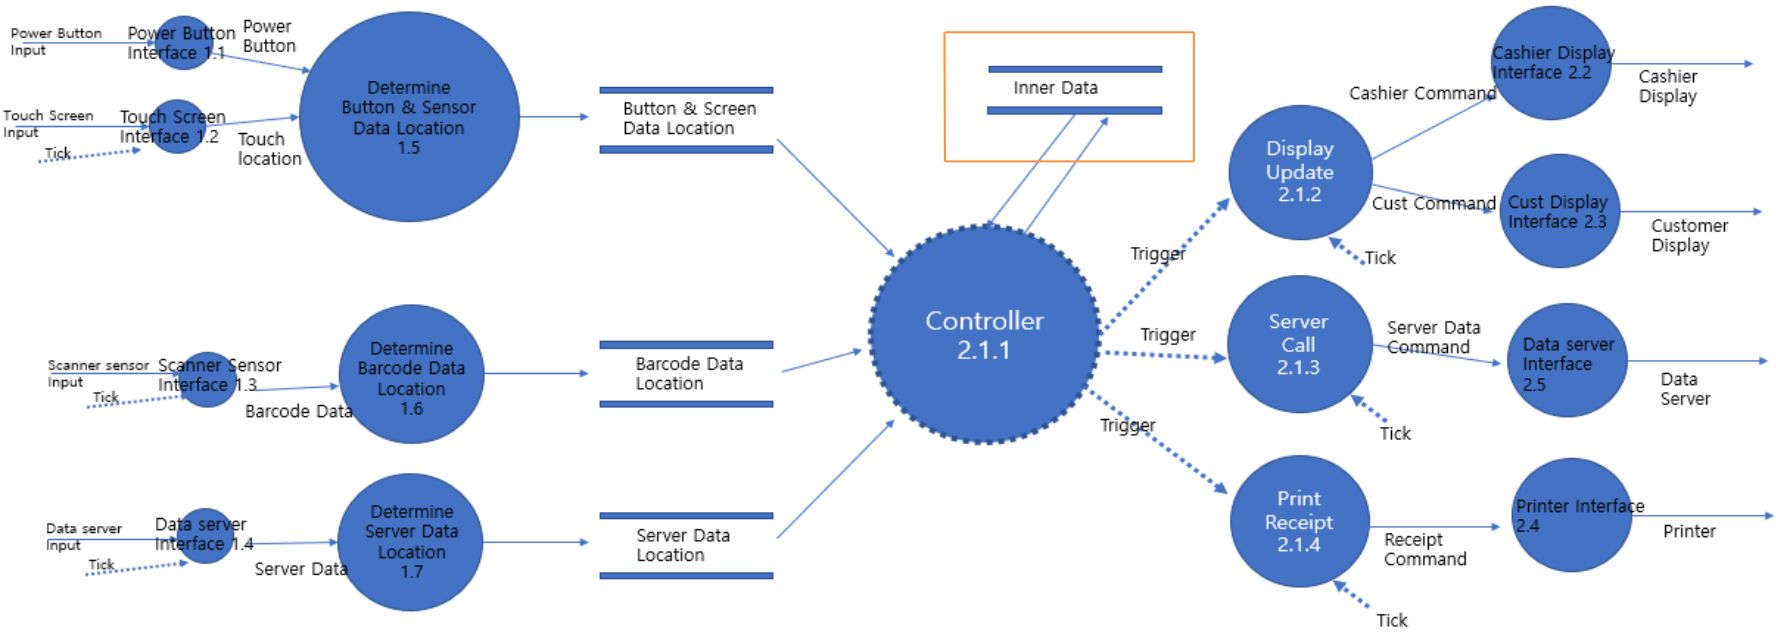 Power Button
Input
Power Button
Interface 1.1
Power
Button
Touch Screen
Input
Touch Screen
Interface 1.2
Tick
Touch
location
Determine
Button & Sensor
Data Location
1.5
Button & Screen
Data Location
Scanner sensor
Input
Scanner Sensor
Interface 1.3
Tick
Barcode Data
Determine
Barcode Data
Location
1.6
Barcode Data
Location
Data server
Input
Data server
Interface 1.4
Tick
Server Data
Determine
Server Data
Location
1.7
Server Data
Location
Inner Data
Controller
2.1.1
Trigger
Trigger
Trigger
Display
Update
2.1.2
Tick
Cashier Command
Cust Command
Cashier Display
Interface 2.2
Cashier
Display
Cust Display
Interface 2.3
Customer
Display
Server
Call
2.1.3
Tick
Server Data
Command
Data server
Interface
2.5
Data
Server
Print
Receipt
2.1.4
Tick
Receipt
Command
Printer Interface
2.4
Printer